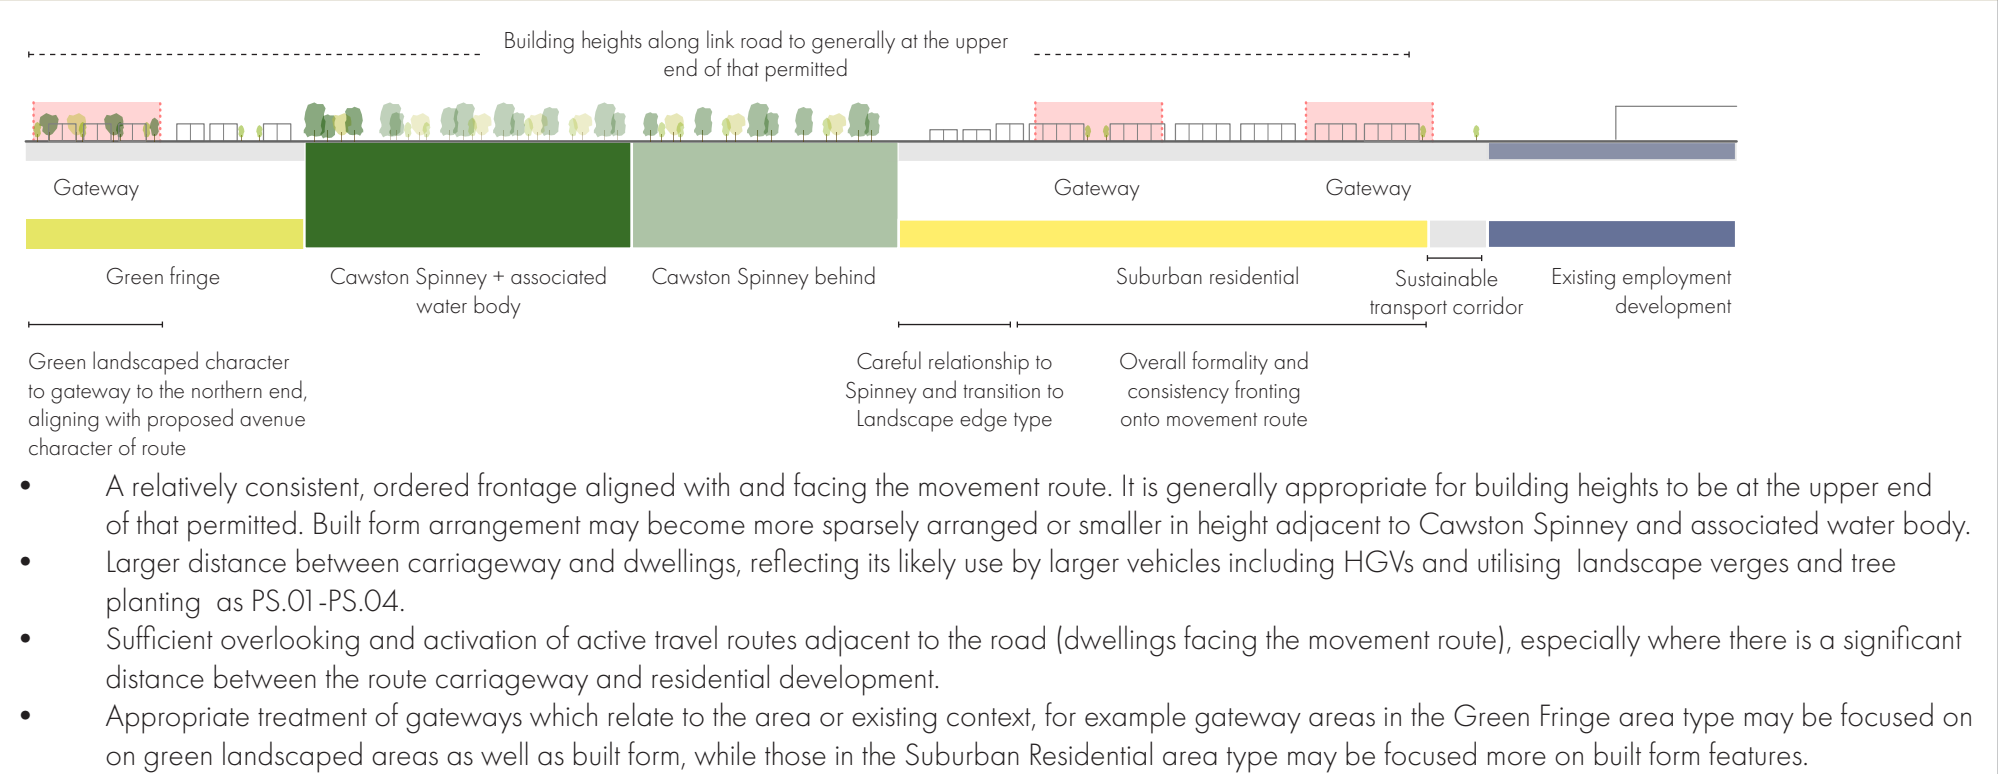 Building heights along link road to generally at the upper
end of that permitted
Gateway
Gateway
Gateway
Green fringe
Cawston Spinney + associated
water body
Cawston Spinney behind
Suburban residential
Sustainable
transport corridor
Existing employment
development
Green landscaped character
to gateway to the northern end,
aligning with proposed avenue
character of route
Careful relationship to
Spinney and transition to
Landscape edge type
Overall formality and
consistency fronting
onto movement route
• A relatively consistent, ordered frontage aligned with and facing the movement route. It is generally appropriate for building heights to be at the upper end
of that permitted. Built form arrangement may become more sparsely arranged or smaller in height adjacent to Cawston Spinney and associated water body.
• Larger distance between carriageway and dwellings, reflecting its likely use by larger vehicles including HGVs and utilising landscape verges and tree
planting as PS.01-PS.04.
• Sufficient overlooking and activation of active travel routes adjacent to the road (dwellings facing the movement route), especially where there is a significant
distance between the route carriageway and residential development.
• Appropriate treatment of gateways which relate to the area or existing context, for example gateway areas in the Green Fringe area type may be focused on
on green landscaped areas as well as built form, while those in the Suburban Residential area type may be focused more on built form features.